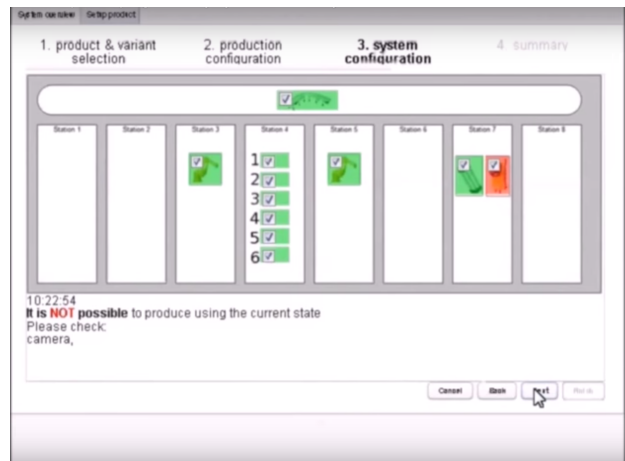 System overview Setup product
1. product & variant selection
2. production configuration
3. system configuration
4. summary
Station 1 Station 2 Station 3 Station 4 Station 5 Station 6 Station 7 Station 8
1
2
3
4
5
6
10:22:54
It is NOT possible to produce using the current state
Please check:
camera,
Cancel Back Next